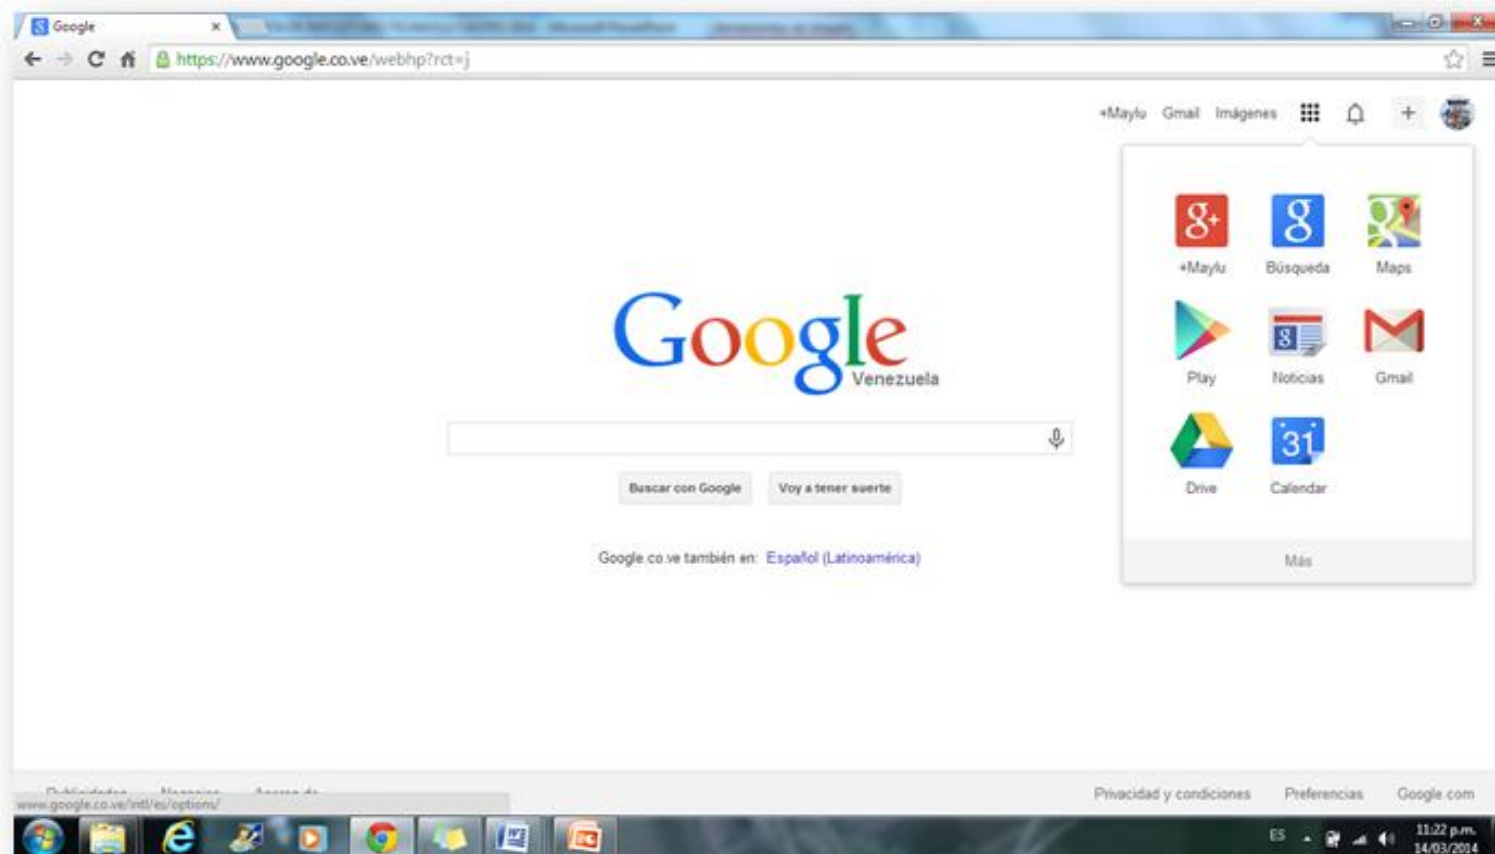 Google
https://www.google.co.ve/webhp?rct=j
+Maylu Gmail Imágenes
+Maylu Búsqueda Maps
Play Noticias Gmail
31
Drive Calendar
Más
Google
Venezuela
Buscar con Google Voy a tener suerte
Google.co.ve también en: Español (Latinoamérica)
Privacidad y condiciones Preferencias Google.com
www.google.co.ve/intl/es/options/
ES 11:22 p.m.
14/03/2014